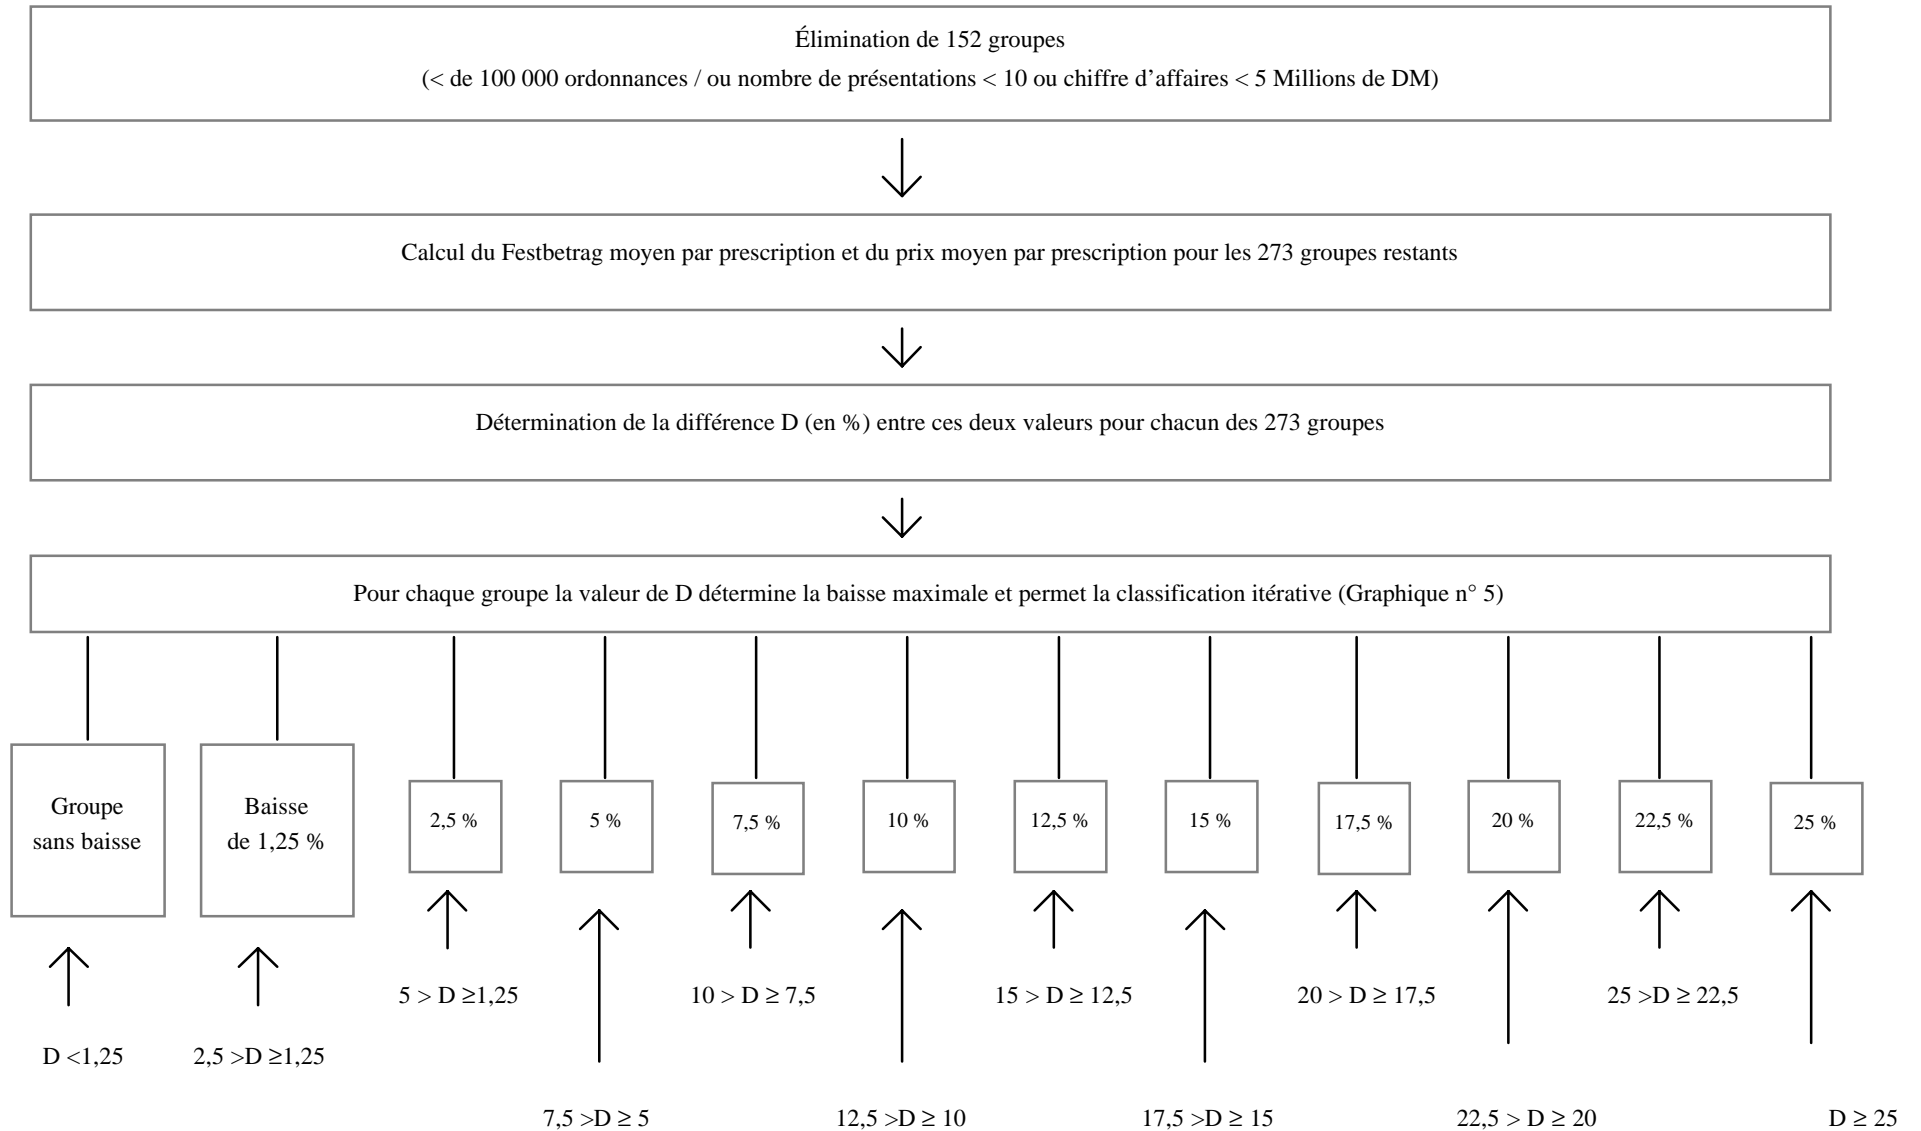 Élimination de 152 groupes
(< de 100 000 ordonnances / ou nombre de présentations < 10 ou chiffre d’affaires < 5 Millions de DM)
Calcul du Festbetrag moyen par prescription et du prix moyen par prescription pour les 273 groupes restants
Détermination de la différence D (en %) entre ces deux valeurs pour chacun des 273 groupes
Pour chaque groupe la valeur de D détermine la baisse maximale et permet la classification itérative (Graphique n° 5)
Groupe
sans baisse
Baisse
de 1,25 %
2,5 %
5 %
7,5 %
10 %
12,5 %
15 %
17,5 %
20 %
22,5 %
25 %
5 > D ≥1,25
10 > D ≥ 7,5
15 > D ≥ 12,5
20 > D ≥ 17,5
25 >D ≥ 22,5
D <1,25
2,5 >D ≥1,25
7,5 >D ≥ 5
12,5 >D ≥ 10
17,5 >D ≥ 15
22,5 > D ≥ 20
D ≥ 25